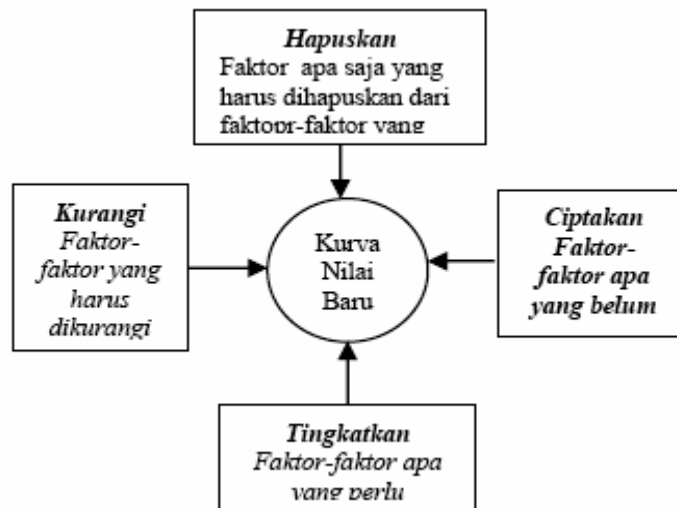 Hapuskan
Faktor apa saja yang
harus dihapuskan dari
faktopr-faktor yang
Kurangi
Faktor-
faktor yang
harus
dikurangi
Kurva
Nilai
Baru
Ciptakan
Faktor-
faktor apa
yang belum
Tingkatkan
Faktor-faktor apa
yang perlu